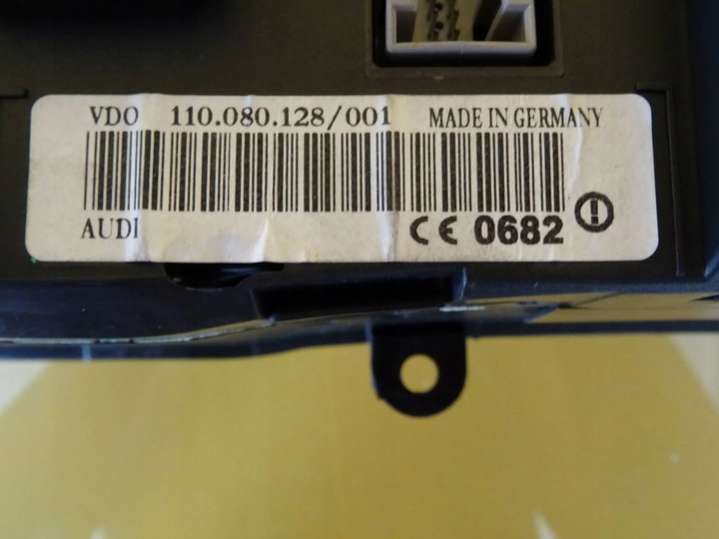 VDO 110.080.128/001 MADE IN GERMANY
AUDI CE 0682